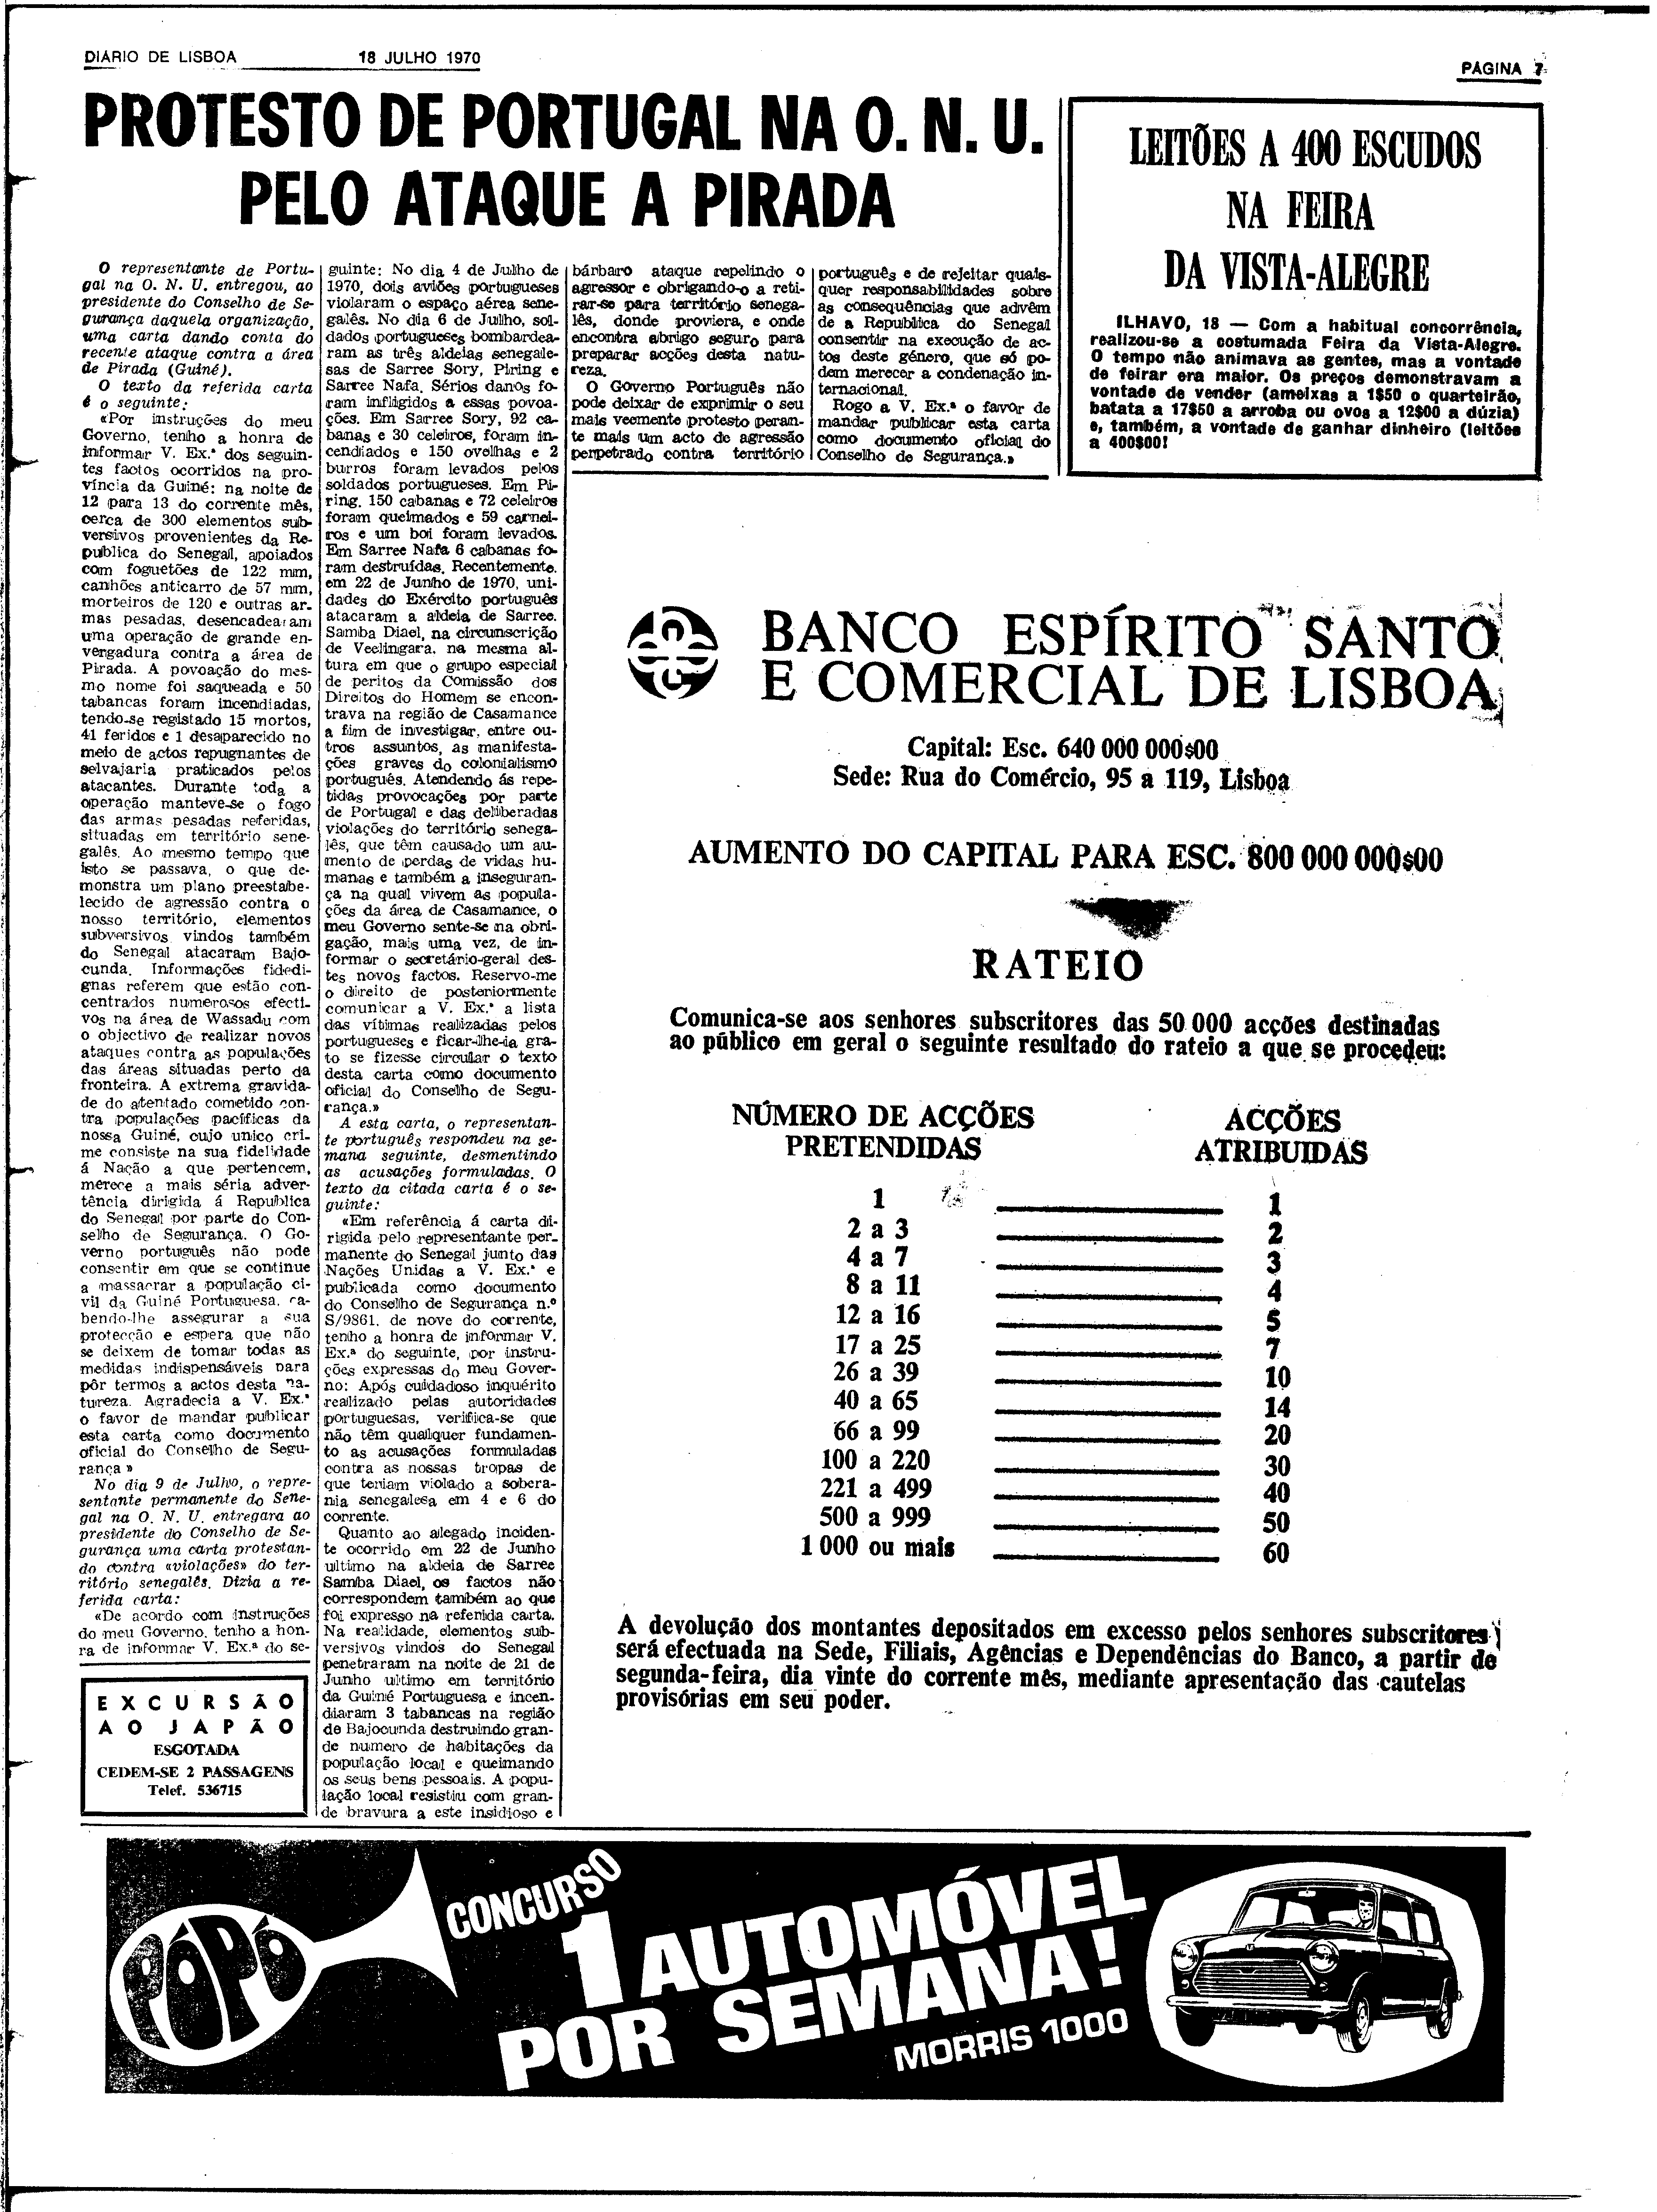 DIÁRIO DE LISBOA 18 JULHO 1970
PÁGINA 7
PROTESTO DE PORTUGAL NA O. N. U.
PELO ATAQUE A PIRADA
O representante de Portu-
gal na O. N. U. entregou, ao
presidente do Conselho de Se-
gurança daquela organização,
uma carta dando conta do
recente ataque contra a área
de Pirada (Guiné).
O texto da referida carta
é o seguinte:
«Por instruções do meu
Governo, tenho a honra de
informar V. Ex.ª dos seguin-
tes factos ocorridos na pro-
víncia da Guiné: na noite de
12 para 13 do corrente mês,
cerca de 300 elementos sub-
versivos provenientes da Re-
publica do Senegal, apoiados
com foguetões de 122 mm,
canhões anticarro de 57 mm,
morteiros de 120 e outras ar-
mas pesadas, desencadearam
uma operação de grande en-
vergadura contra a área de
Pirada. A povoação do mes-
mo nome foi saqueada e 50
tabancas foram incendiadas,
tendo-se registado 15 mortos,
41 feridos e 1 desaparecido no
meio de actos repugnantes de
selvajaria praticados pelos
atacantes. Durante toda a
operação manteve-se o fogo
das armas pesadas referidas,
situadas em território sene-
galês. Ao mesmo tempo que
isto se passava, o que de-
monstra um plano preestabe-
lecido de agressão contra o
nosso território, elementos
subversivos vindos também
do Senegal atacaram Bajo-
cunda. Informações fidedi-
gnas referem que estão con-
centrados numerosos efecti-
vos na área de Wassadu com
o objectivo de realizar novos
ataques contra as populações
das áreas situadas perto da
fronteira. A extrema gravida-
de do atentado cometido con-
tra populações pacíficas da
nossa Guiné, cujo unico cri-
me consiste na sua fidelidade
á Nação a que pertencem,
merece a mais séria adver-
tência dirigida á Republica
do Senegal por parte do Con-
selho de Segurança. O Go-
verno português não pode
consentir em que se continue
a massacrar a população ci-
vil da Guiné Portuguesa, ca-
bendo-lhe assegurar a sua
protecção e espera que não
se deixem de tomar todas as
medidas indispensáveis para
pôr termos a actos desta na-
tureza. Agradecia a V. Ex.ª
o favor de mandar publicar
esta carta como documento
oficial do Conselho de Segu-
rança »
No dia 9 de Julho, o repre-
sentante permanente do Sene-
gal na O. N. U. entregara ao
presidente do Conselho de Se-
gurança uma carta protestan-
do contra «violações» do ter-
ritório senegalês. Dizia a re-
ferida carta:
«De acordo com instruções
do meu Governo, tenho a hon-
ra de informar V. Ex.ª do se-
EXCURSÃO
AO JAPÃO
ESGOTADA
CEDEM-SE 2 PASSAGENS
Telef. 536715
guinte: No dia 4 de Julho de
1970, dois aviões portugueses
violaram o espaço aérea sene-
galês. No dia 6 de Julho, sol-
dados portugueses bombardea-
ram as três aldeias senegale-
sas de Sarree Sory, Piring e
Sarree Nafa. Sérios danos fo-
ram infligidos a essas povoa-
ções. Em Sarree Sory, 92 ca-
banas e 30 celeiros, foram in-
cendiados e 150 ovelhas e 2
burros foram levados pelos
soldados portugueses. Em Pi-
ring, 150 cabanas e 72 celeiros
foram queimados e 59 carnei-
ros e um boi foram levados.
Em Sarree Nafa 6 cabanas fo-
ram destruídas. Recentemente,
em 22 de Junho de 1970, uni-
dades do Exército português
atacaram a aldeia de Sarree.
Samba Diael, na circunscrição
de Veelingara, na mesma al-
tura em que o grupo especial
de peritos da Comissão dos
Direitos do Homem se encon-
trava na região de Casamance
a fim de investigar, entre ou-
tros assuntos, as manifesta-
ções graves do colonialismo
português. Atendendo ás repe-
tidas provocações por parte
de Portugal e das deliberadas
violações do território senega-
lês, que têm causado um au-
mento de perdas de vidas hu-
manas e também a inseguran-
ça na qual vivem as popula-
ções da área de Casamance, o
meu Governo sente-se na obri-
gação, mais uma vez, de in-
formar o secretário-geral des-
tes novos factos. Reservo-me
o direito de posteriormente
comunicar a V. Ex.ª a lista
das vítimas realizadas pelos
portugueses e ficar-lhe-ia gra-
to se fizesse circular o texto
desta carta como documento
oficial do Conselho de Segu-
rança.»
A esta carta, o representan-
te português respondeu na se-
mana seguinte, desmentindo
as acusações formuladas. O
texto da citada carta é o se-
guinte:
«Em referência á carta di-
rigida pelo representante per-
manente do Senegal junto das
Nações Unidas a V. Ex.ª e
publicada como documento
do Conselho de Segurança n.º
S/9861, de nove do corrente,
tenho a honra de informar V.
Ex.ª do seguinte, por instru-
ções expressas do meu Gover-
no: Após cuidadoso inquérito
realizado pelas autoridades
portuguesas, verifica-se que
não têm qualquer fundamen-
to as acusações formuladas
contra as nossas tropas de
que teriam violado a sobera-
nia senegalesa em 4 e 6 do
corrente.
Quanto ao alegado inciden-
te ocorrido em 22 de Junho
ultimo na aldeia de Sarree
Samba Diael, os factos não
correspondem também ao que
foi expresso na referida carta.
Na realidade, elementos sub-
versivos vindos do Senegal
penetraram na noite de 21 de
Junho ultimo em território
da Guiné Portuguesa e incen
diaram 3 tabancas na região
de Bajocunda destruindo gran-
de numero de habitações da
população local e queimando
os seus bens pessoais. A popu-
lação local resistiu com gran-
de bravura a este insidioso e
bárbaro ataque repelindo o
agressor e obrigando-o a reti-
rar-se para território senega-
lês, donde proviera, e onde
encontra abrigo seguro para
preparar acções desta natu-
reza.
O Governo Português não
pode deixar de exprimir o seu
mais veemente protesto peran-
te mais um acto de agressão
perpetrado contra território
português e de rejeitar quais-
quer responsabilidades sobre
as consequências que advêm
de a Republica do Senegal
consentir na execução de ac-
tos deste género, que só po-
dem merecer a condenação in-
ternacional.
Rogo a V. Ex.ª o favor de
mandar publicar esta carta
como documento oficial do
Conselho de Segurança.»
LEITÕES A 400 ESCUDOS
NA FEIRA
DA VISTA-ALEGRE
ILHAVO, 18 — Com a habitual concorrência,
realizou-se a costumada Feira da Vista-Alegre.
O tempo não animava as gentes, mas a vontade
de feirar era maior. Os preços demonstravam a
vontade de vender (ameixas a 1$50 o quarteirão,
batata a 17$50 a arroba ou ovos a 12$00 a dúzia)
e, também, a vontade de ganhar dinheiro (leitões
a 400$00!
BANCO ESPÍRITO SANTO
E COMERCIAL DE LISBOA
Capital: Esc. 640 000 000$00
Sede: Rua do Comércio, 95 a 119, Lisboa
AUMENTO DO CAPITAL PARA ESC. 800 000 000$00
RATEIO
Comunica-se aos senhores subscritores das 50 000 acções destinadas
ao público em geral o seguinte resultado do rateio a que se procedeu:
NÚMERO DE ACÇÕES ACÇÕES
PRETENDIDAS ATRIBUIDAS
1 1
2 a 3 2
4 a 7 3
8 a 11 4
12 a 16 5
17 a 25 7
26 a 39 10
40 a 65 14
66 a 99 20
100 a 220 30
221 a 499 40
500 a 999 50
1 000 ou mais 60
A devolução dos montantes depositados em excesso pelos senhores subscritores
será efectuada na Sede, Filiais, Agências e Dependências do Banco, a partir de
segunda-feira, dia vinte do corrente mês, mediante apresentação das cautelas
provisórias em seu poder.
PÓPÓ
CONCURSO
1 AUTOMÓVEL
POR SEMANA!
MORRIS 1000